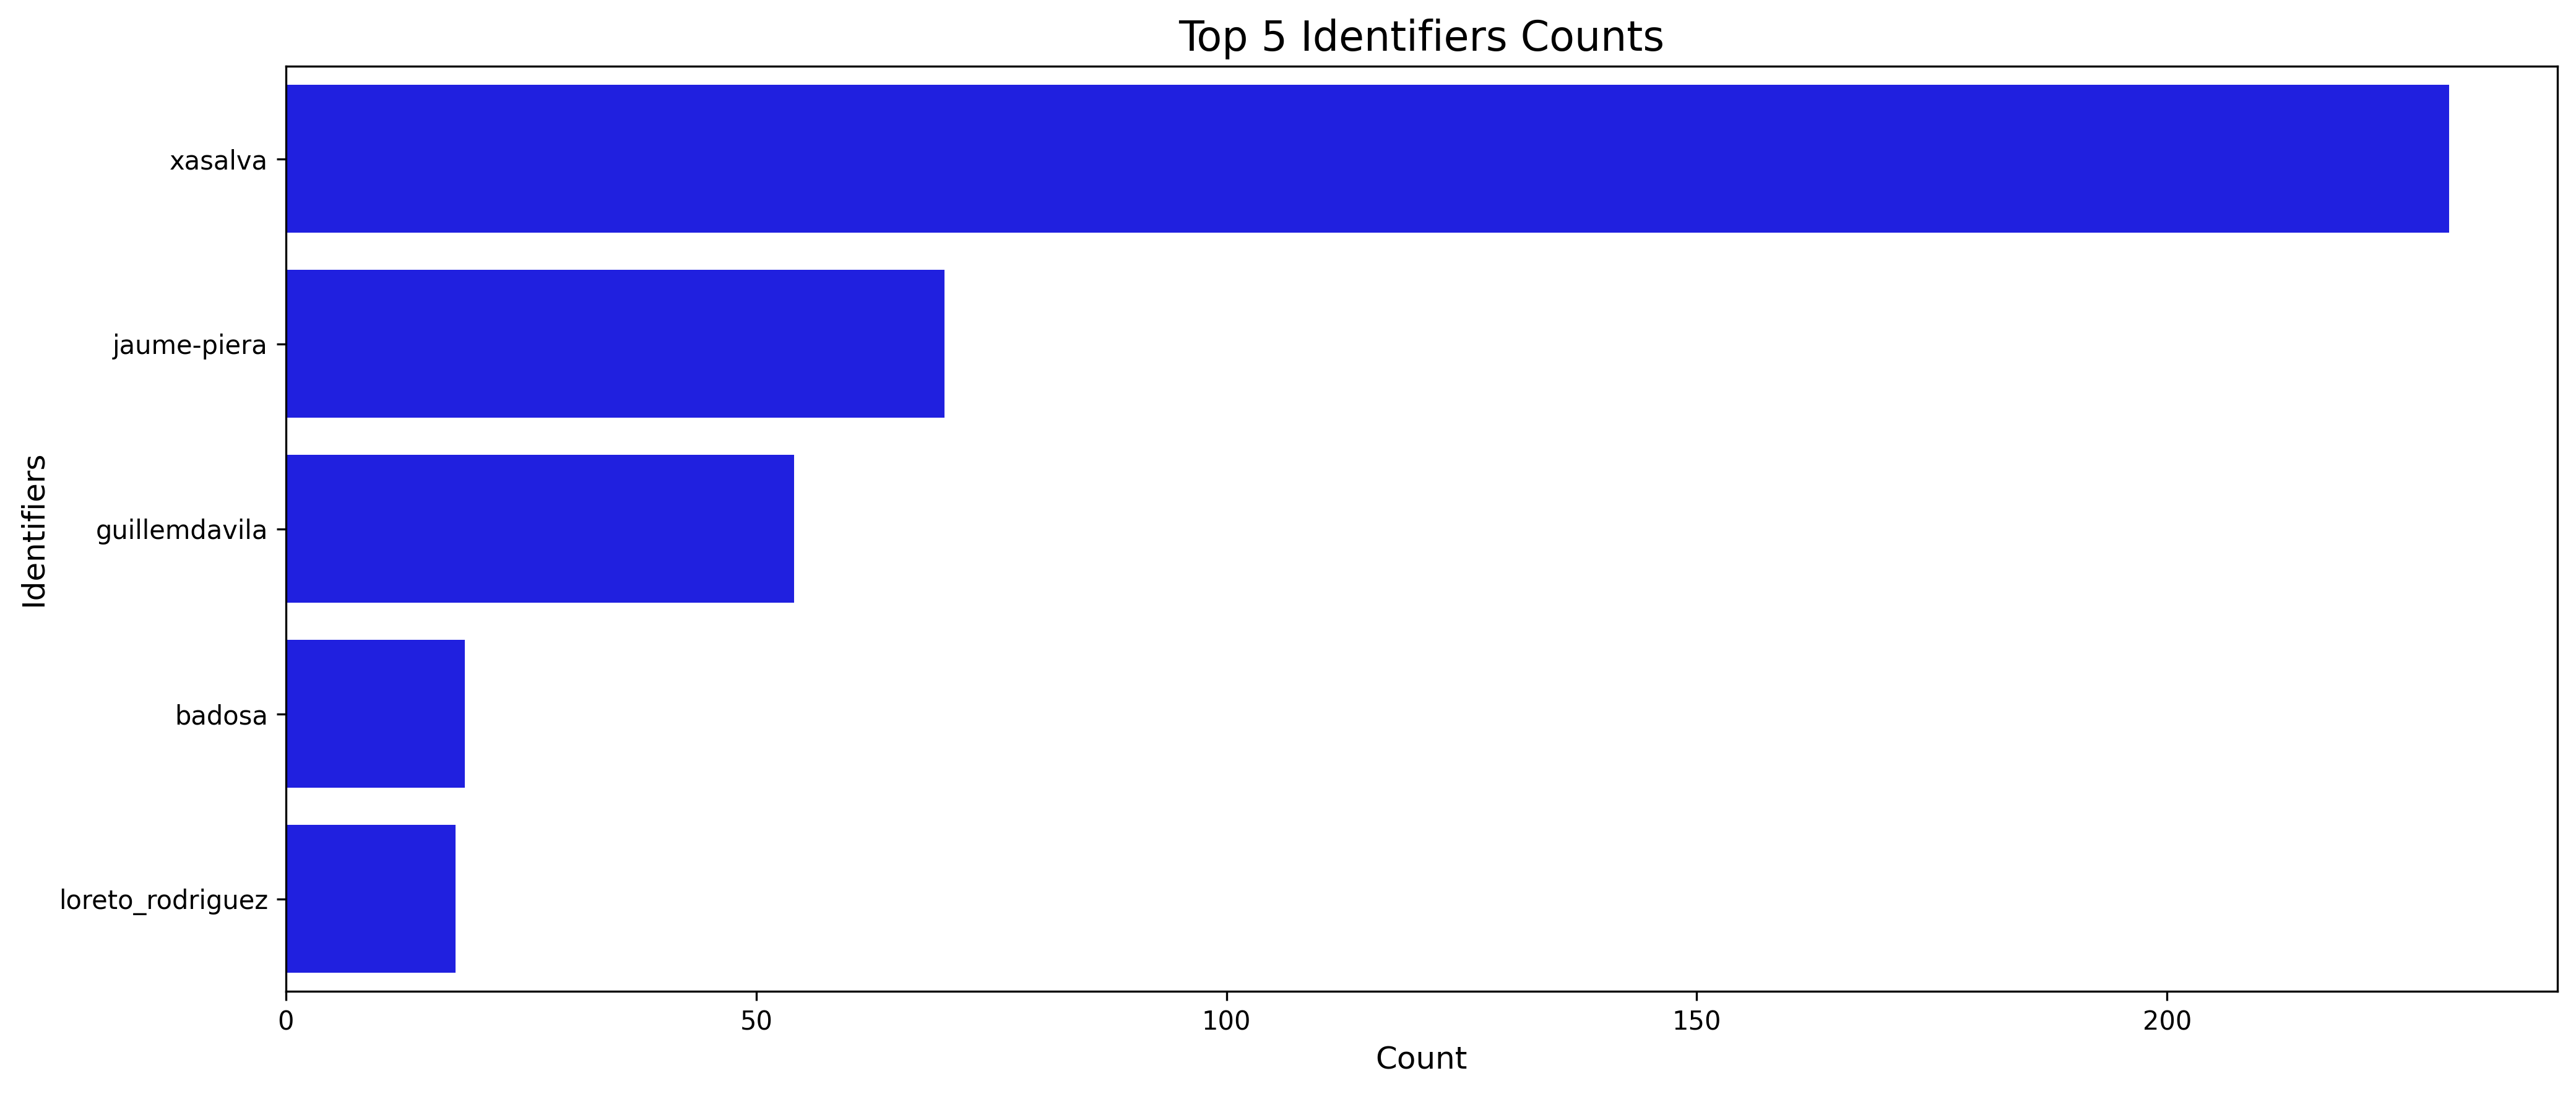 Top 5 Identifiers Counts
xasalva
jaume-piera
guillemdavila
badosa
loreto_rodriguez
Identifiers
0 50 100 150 200
Count